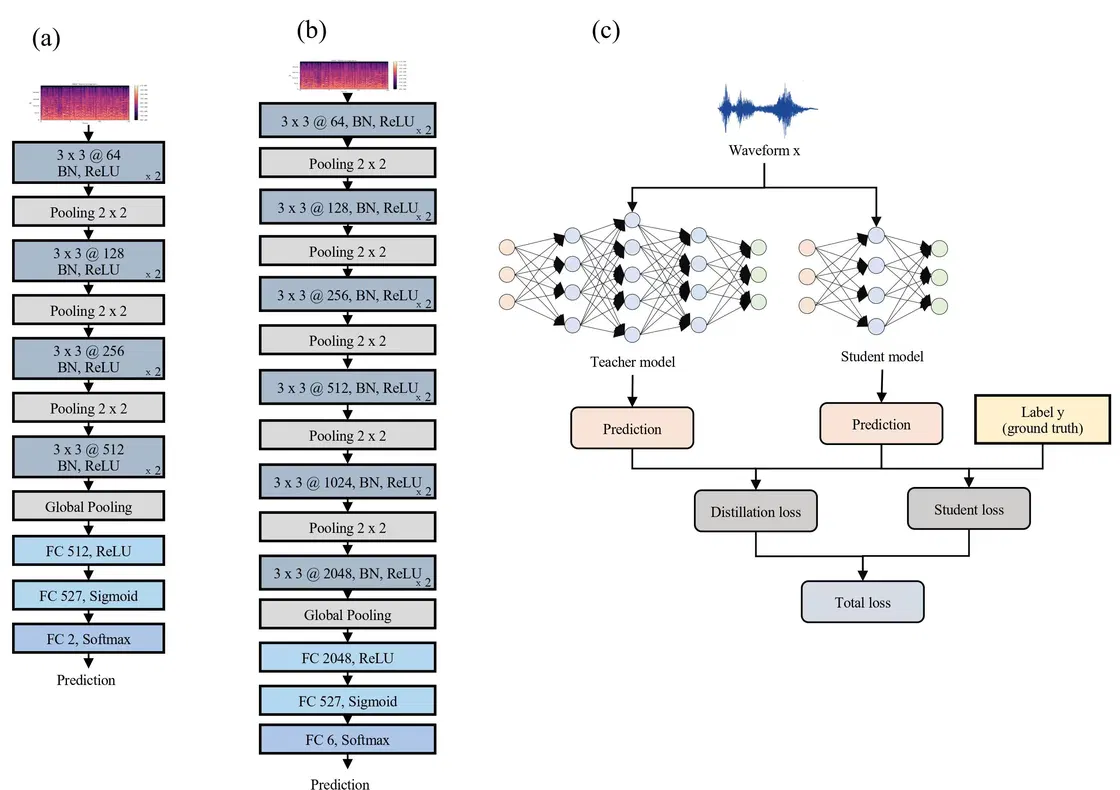 (a)
3 x 3 @ 64
BN, ReLU
x 2
Pooling 2 x 2
3 x 3 @ 128
BN, ReLU
x 2
Pooling 2 x 2
3 x 3 @ 256
BN, ReLU
x 2
Pooling 2 x 2
3 x 3 @ 512
BN, ReLU
x 2
Global Pooling
FC 512, ReLU
FC 527, Sigmoid
FC 2, Softmax
Prediction
(b)
3 x 3 @ 64, BN, ReLU x 2
Pooling 2 x 2
3 x 3 @ 128, BN, ReLU x 2
Pooling 2 x 2
3 x 3 @ 256, BN, ReLU x 2
Pooling 2 x 2
3 x 3 @ 512, BN, ReLU x 2
Pooling 2 x 2
3 x 3 @ 1024, BN, ReLU x 2
Pooling 2 x 2
3 x 3 @ 2048, BN, ReLU x 2
Global Pooling
FC 2048, ReLU
FC 527, Sigmoid
FC 6, Softmax
Prediction
(c)
Waveform x
Teacher model
Student model
Prediction
Prediction
Label y
(ground truth)
Distillation loss
Student loss
Total loss